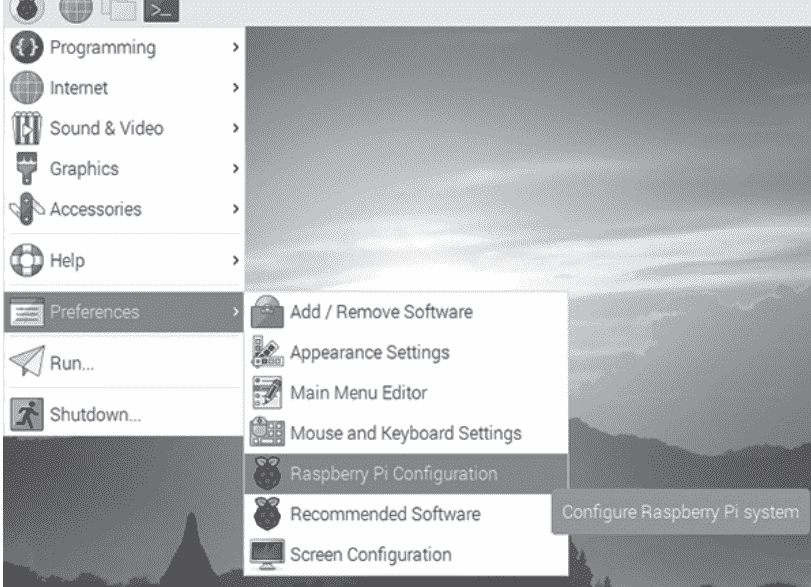 >_
Programming
Internet
Sound & Video
Graphics
Accessories
Help
Preferences
Run...
Shutdown...
Add / Remove Software
Appearance Settings
Main Menu Editor
Mouse and Keyboard Settings
Raspberry Pi Configuration
Recommended Software
Screen Configuration
Configure Raspberry Pi system